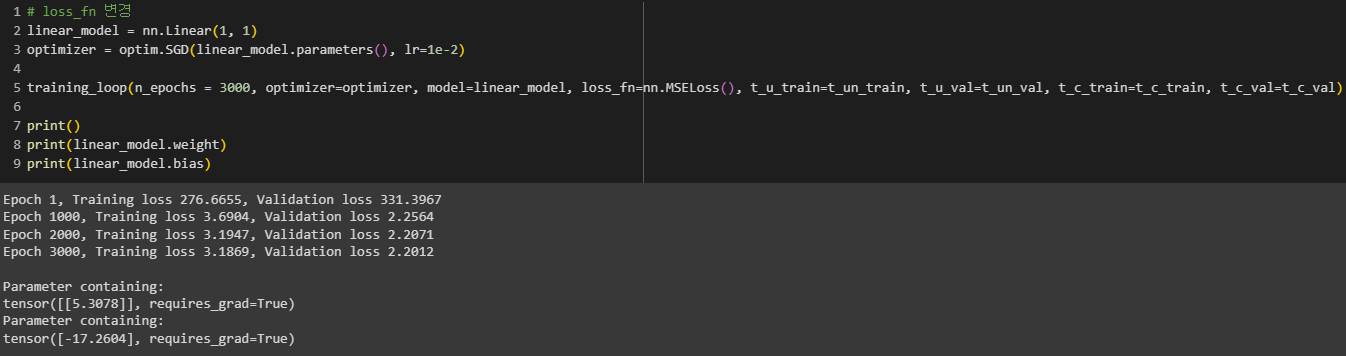 1 # loss_fn 변경
2 linear_model = nn.Linear(1, 1)
3 optimizer = optim.SGD(linear_model.parameters(), lr=1e-2)
4
5 training_loop(n_epochs = 3000, optimizer=optimizer, model=linear_model, loss_fn=nn.MSELoss(), t_u_train=t_un_train, t_u_val=t_un_val, t_c_train=t_c_train, t_c_val=t_c_val)
6
7 print()
8 print(linear_model.weight)
9 print(linear_model.bias)
Epoch 1, Training loss 276.6655, Validation loss 331.3967
Epoch 1000, Training loss 3.6904, Validation loss 2.2564
Epoch 2000, Training loss 3.1947, Validation loss 2.2071
Epoch 3000, Training loss 3.1869, Validation loss 2.2012
Parameter containing:
tensor([[5.3078]], requires_grad=True)
Parameter containing:
tensor([-17.2604], requires_grad=True)